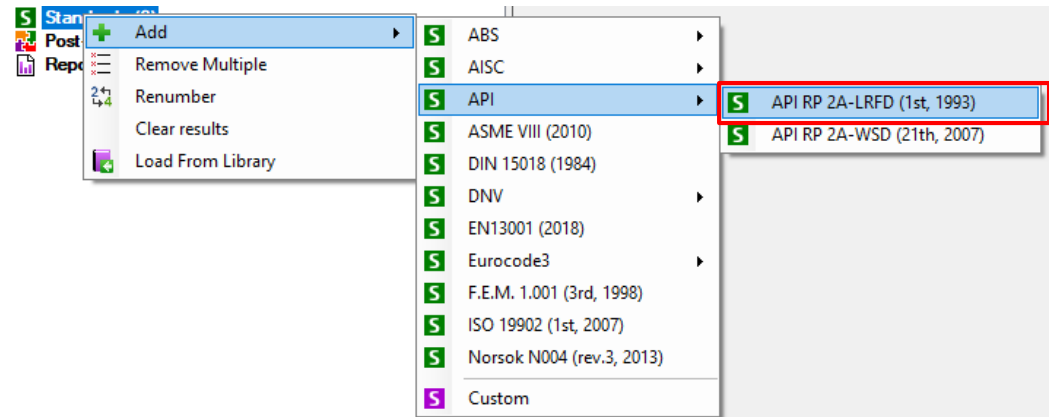 Stan
Post
Repo
Add
Remove Multiple
Renumber
Clear results
Load From Library
ABS
AISC
API
ASME VIII (2010)
DIN 15018 (1984)
DNV
EN13001 (2018)
Eurocode3
F.E.M. 1.001 (3rd, 1998)
ISO 19902 (1st, 2007)
Norsok N004 (rev.3, 2013)
Custom
API RP 2A-LRFD (1st, 1993)
API RP 2A-WSD (21th, 2007)